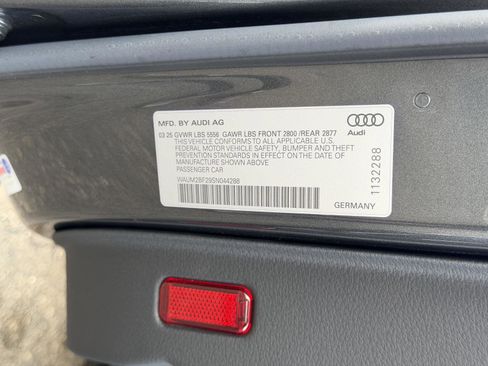 MFD. BY AUDI AG
03 25 GVWR LBS 5556 GAWR LBS FRONT 2800 /REAR 2877
THIS VEHICLE CONFORMS TO ALL APPLICABLE U.S.
FEDERAL MOTOR VEHICLE SAFETY, BUMPER AND THEFT
PREVENTION STANDARDS IN EFFECT ON THE DATE OF
MANUFACTURE SHOWN ABOVE
PASSENGER CAR
WAUM2BF29SN044288
Audi
1132288
GERMANY